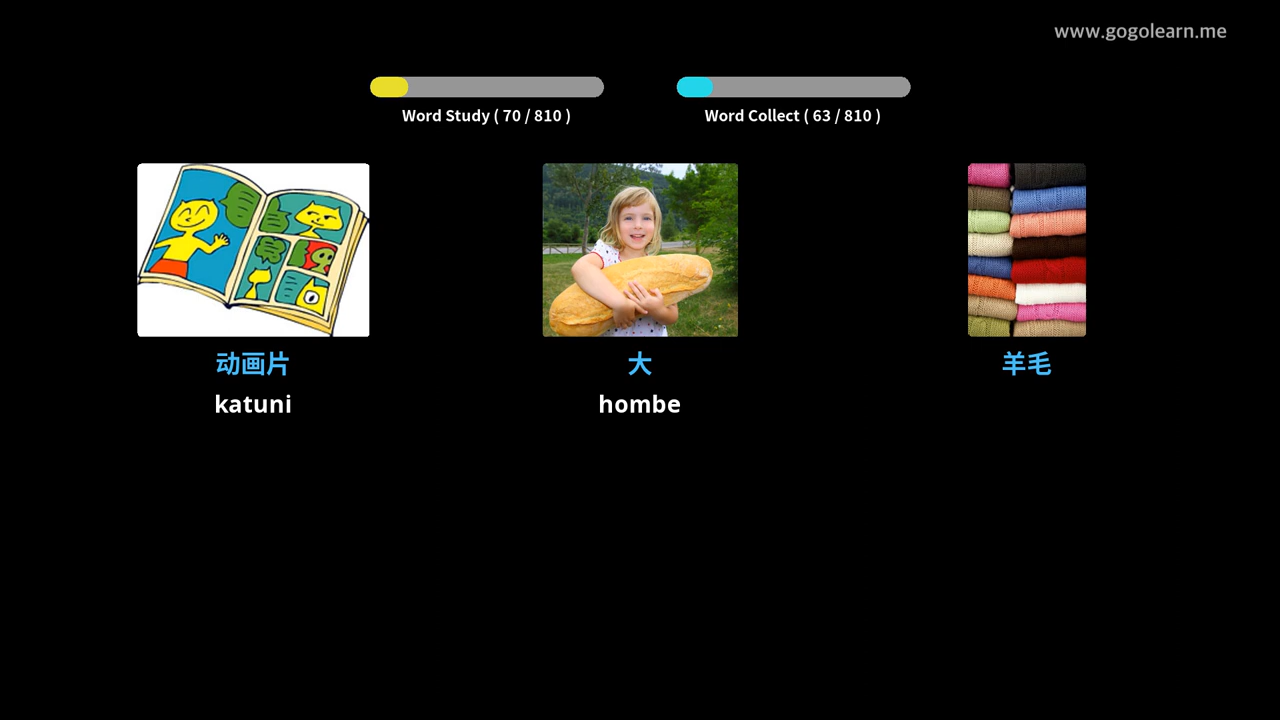 www.gogolearn.me
Word Study ( 70 / 810 )
Word Collect ( 63 / 810 )
动画片
大
羊毛
katuni
hombe